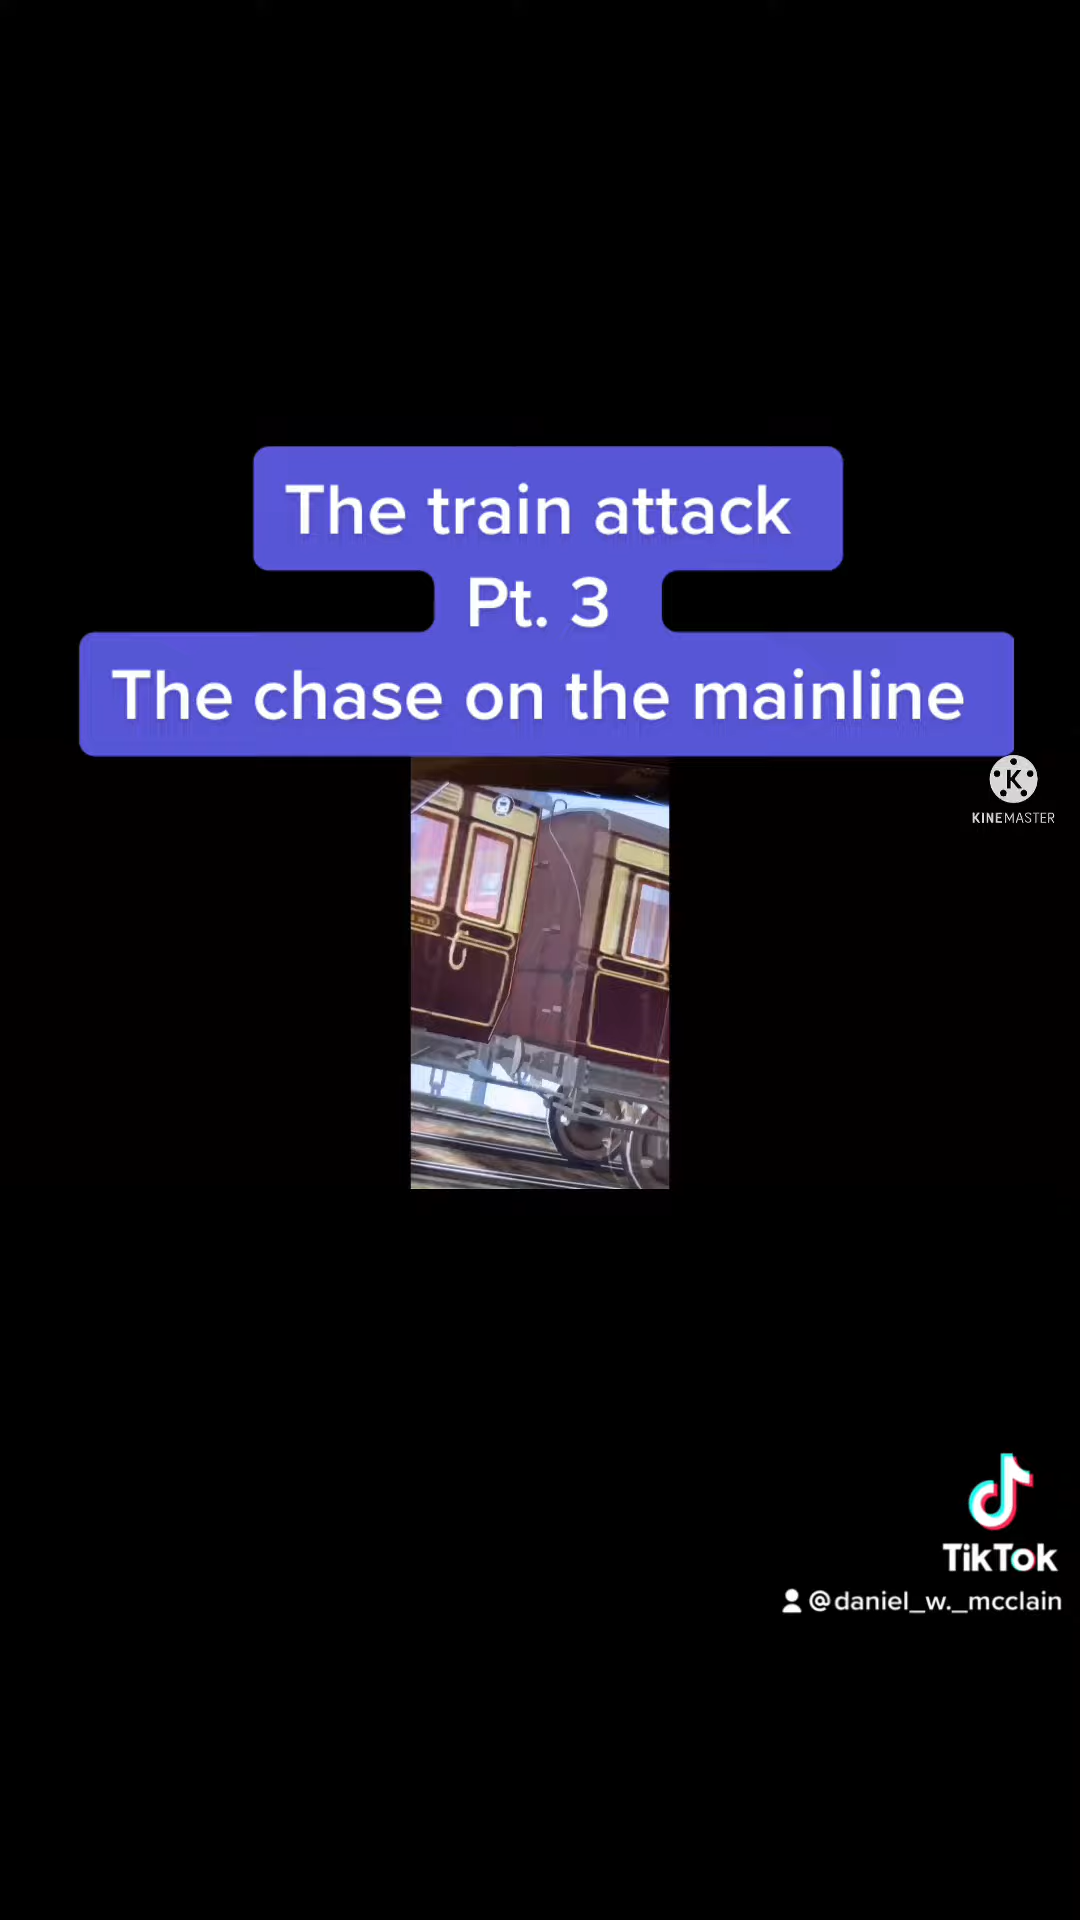 The train attack
Pt. 3
The chase on the mainline
K
KINEMASTER
TikTok
@daniel_w._mcclain